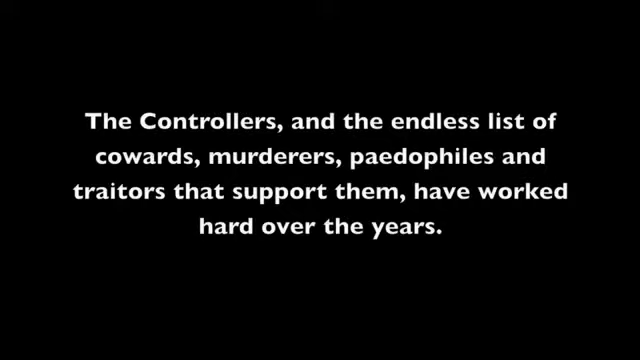 The Controllers, and the endless list of
cowards, murderers, paedophiles and
traitors that support them, have worked
hard over the years.